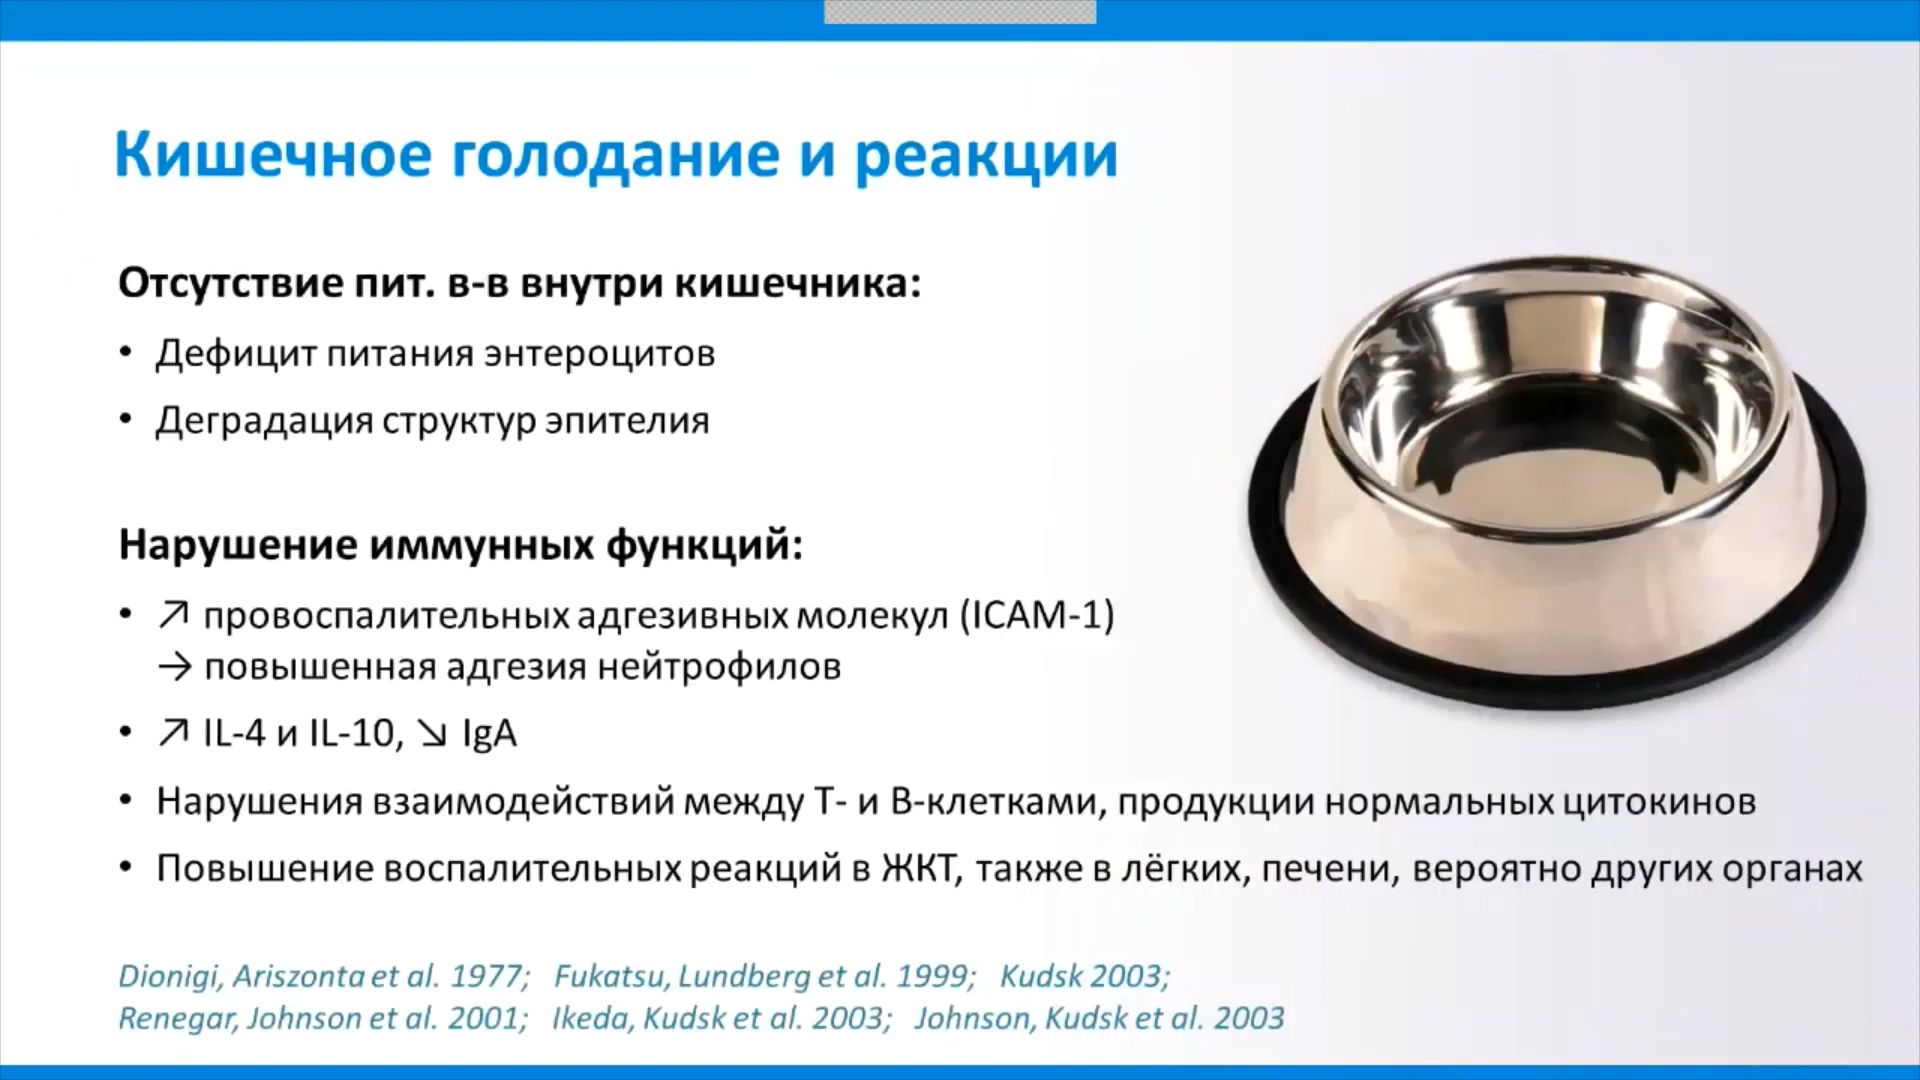 Кишечное голодание и реакции
Отсутствие пит. в-в внутри кишечника:
• Дефицит питания энтероцитов
• Деградация структур эпителия
Нарушение иммунных функций:
• ↗ провоспалительных адгезивных молекул (ICAM-1)
→ повышенная адгезия нейтрофилов
• ↗ IL-4 и IL-10, ↘ IgA
• Нарушения взаимодействий между Т- и В-клетками, продукции нормальных цитокинов
• Повышение воспалительных реакций в ЖКТ, также в лёгких, печени, вероятно других органах
Dionigi, Ariszonta et al. 1977; Fukatsu, Lundberg et al. 1999; Kudsk 2003;
Renegar, Johnson et al. 2001; Ikeda, Kudsk et al. 2003; Johnson, Kudsk et al. 2003